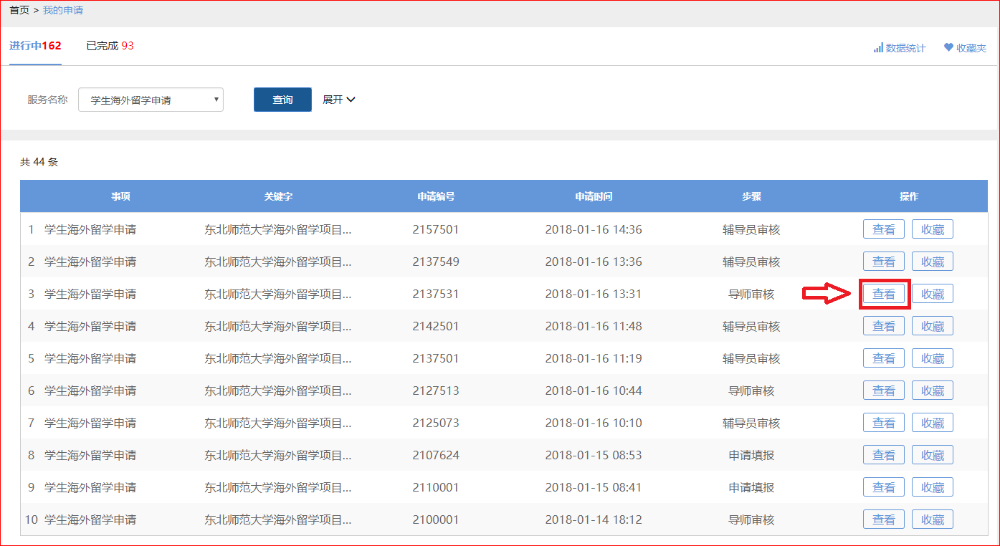 首页 > 我的申请
进行中162 已完成 93 数据统计 收藏夹
服务名称 学生海外留学申请 查询 展开
共 44 条
事项 关键字 申请编号 申请时间 步骤 操作
1 学生海外留学申请 东北师范大学海外留学项目... 2157501 2018-01-16 14:36 辅导员审核 查看 收藏
2 学生海外留学申请 东北师范大学海外留学项目... 2137549 2018-01-16 13:36 辅导员审核 查看 收藏
3 学生海外留学申请 东北师范大学海外留学项目... 2137531 2018-01-16 13:31 导师审核 查看 收藏
4 学生海外留学申请 东北师范大学海外留学项目... 2142501 2018-01-16 11:48 辅导员审核 查看 收藏
5 学生海外留学申请 东北师范大学海外留学项目... 2137501 2018-01-16 11:19 辅导员审核 查看 收藏
6 学生海外留学申请 东北师范大学海外留学项目... 2127513 2018-01-16 10:44 导师审核 查看 收藏
7 学生海外留学申请 东北师范大学海外留学项目... 2125073 2018-01-16 10:10 辅导员审核 查看 收藏
8 学生海外留学申请 东北师范大学海外留学项目... 2107624 2018-01-15 08:53 申请填报 查看 收藏
9 学生海外留学申请 东北师范大学海外留学项目... 2110001 2018-01-15 08:41 申请填报 查看 收藏
10 学生海外留学申请 东北师范大学海外留学项目... 2100001 2018-01-14 18:12 导师审核 查看 收藏